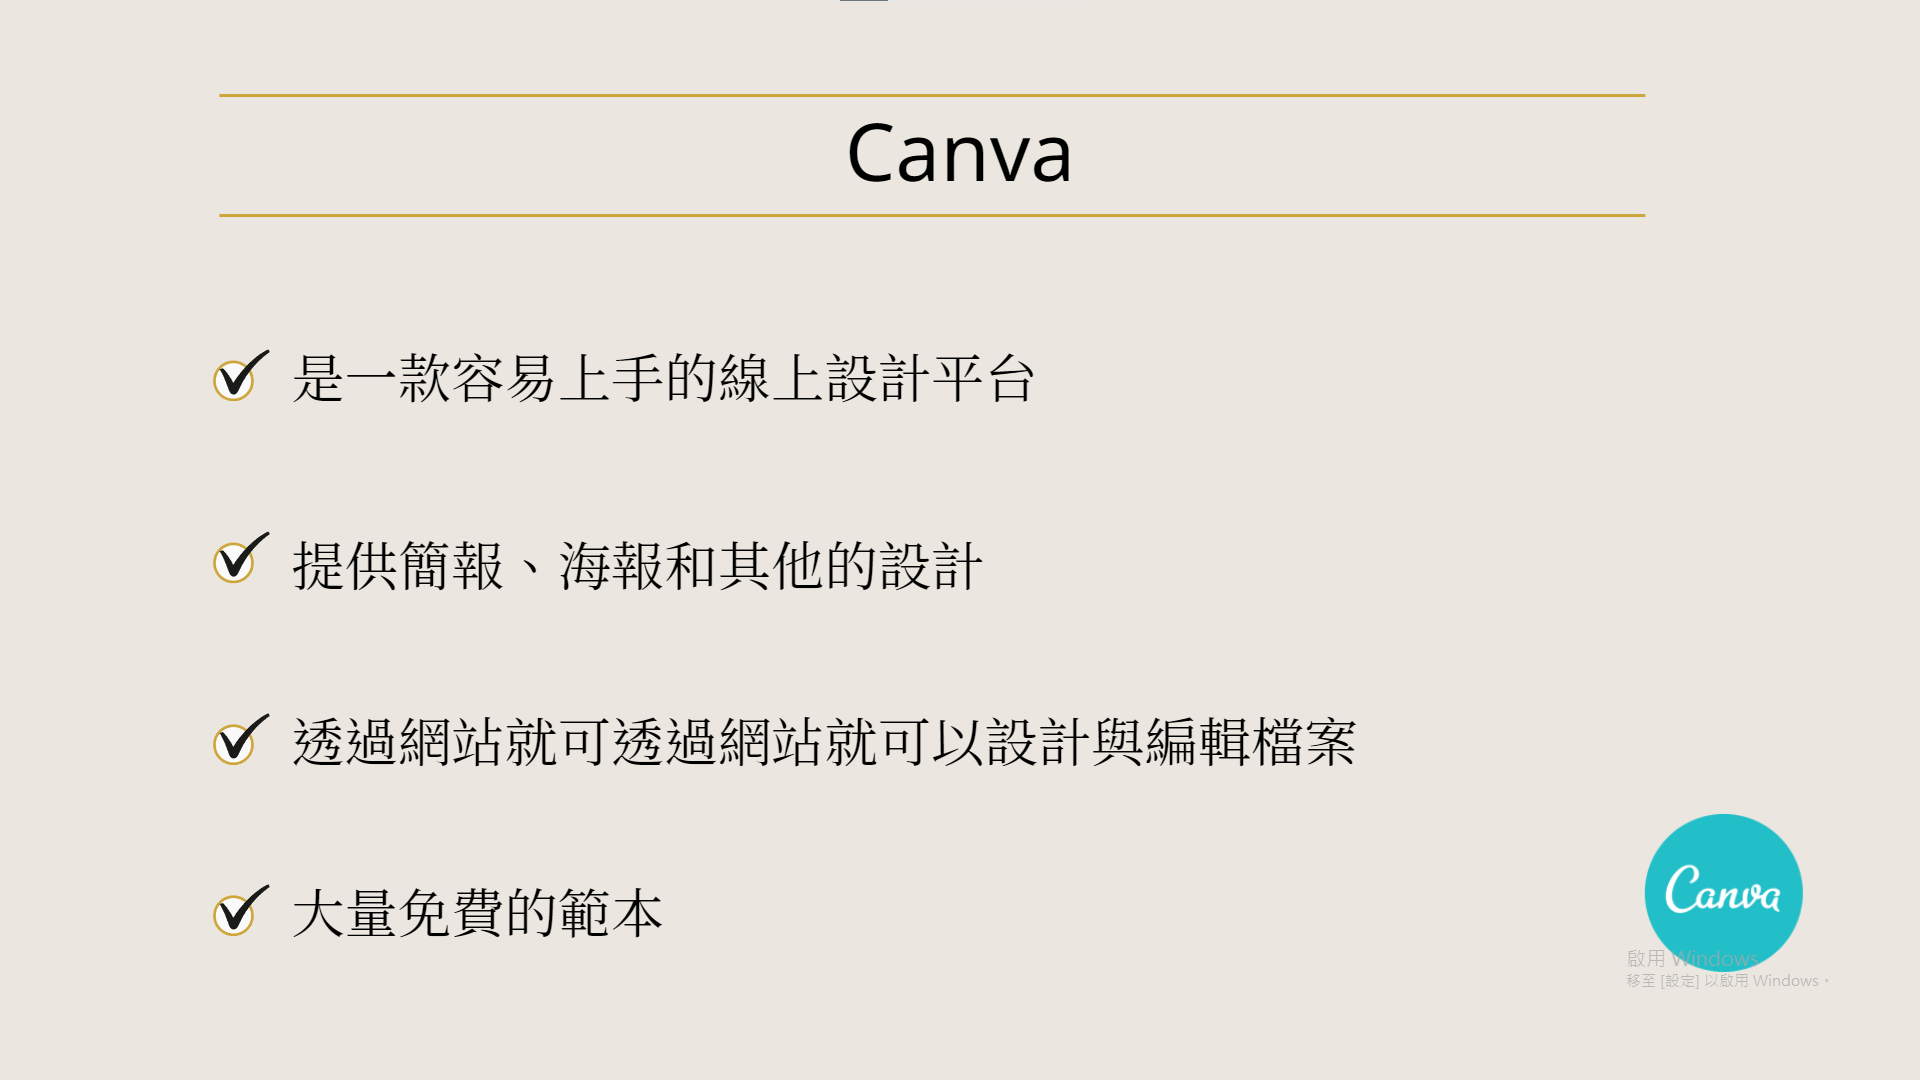 Canva
是一款容易上手的線上設計平台
提供簡報、海報和其他的設計
透過網站就可透過網站就可以設計與編輯檔案
大量免費的範本
Canva
啟用 Windows
移至 [設定] 以啟用 Windows。